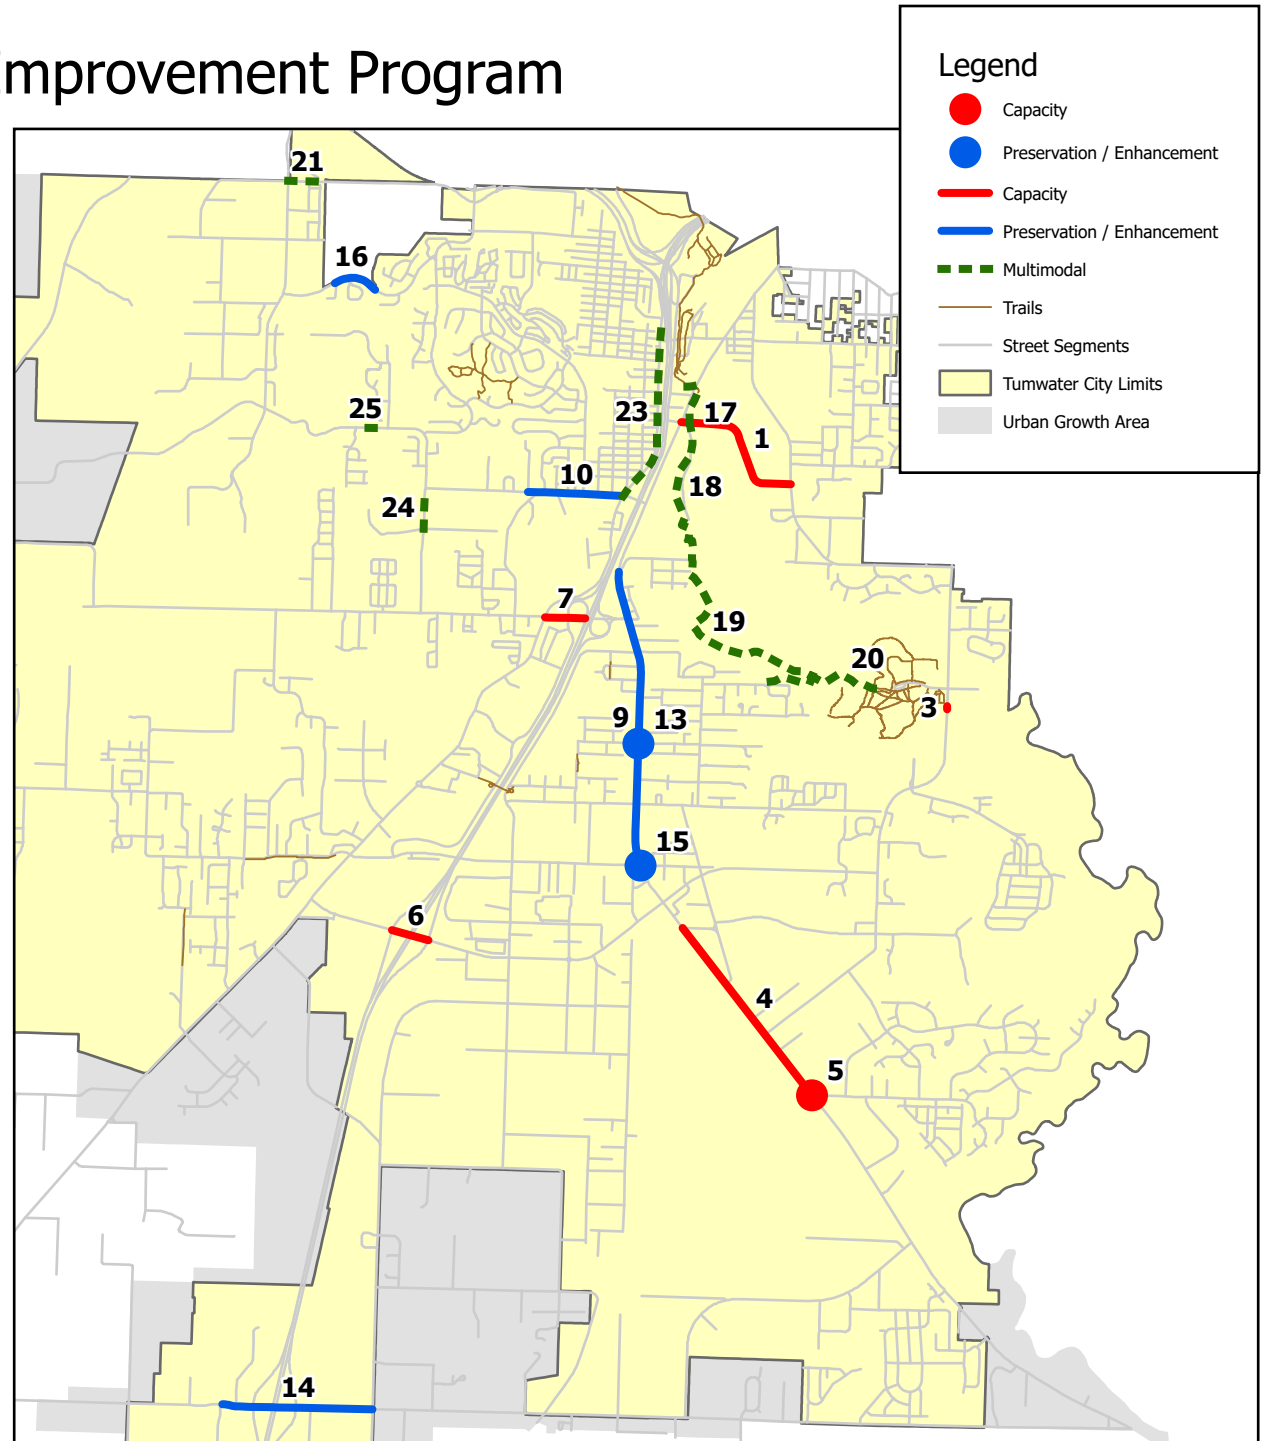 Improvement Program
Legend
Capacity
Preservation / Enhancement
Capacity
Preservation / Enhancement
Multimodal
Trails
Street Segments
Tumwater City Limits
Urban Growth Area
21
16
25
23
17
1
10
18
24
7
19
20
3
9
13
15
6
4
5
14